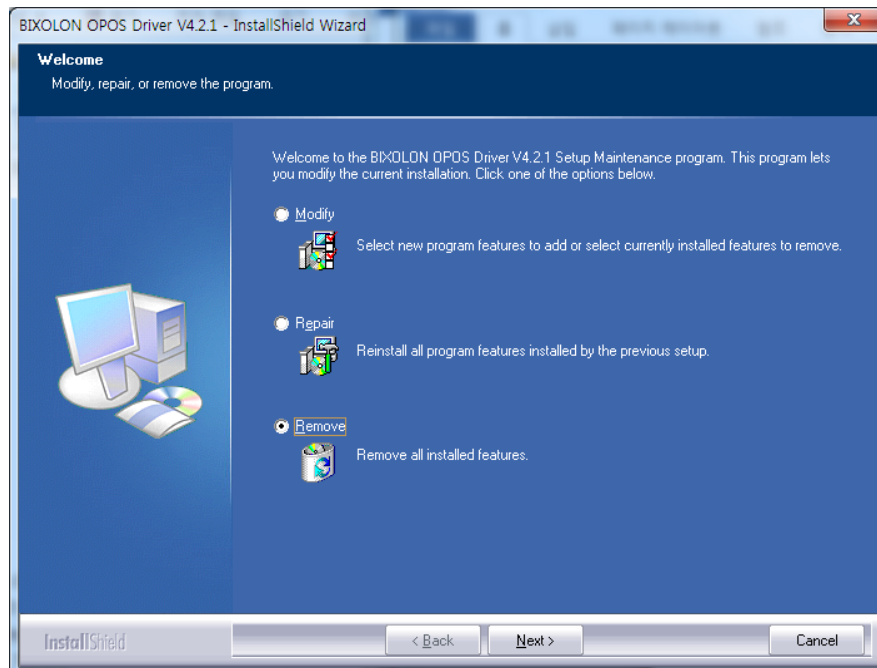 BIXOLON OPOS Driver V4.2.1 - InstallShield Wizard
Welcome
Modify, repair, or remove the program.
Welcome to the BIXOLON OPOS Driver V4.2.1 Setup Maintenance program. This program lets
you modify the current installation. Click one of the options below.
Modify
Select new program features to add or select currently installed features to remove.
Repair
Reinstall all program features installed by the previous setup.
Remove
Remove all installed features.
InstallShield
< Back
Next >
Cancel